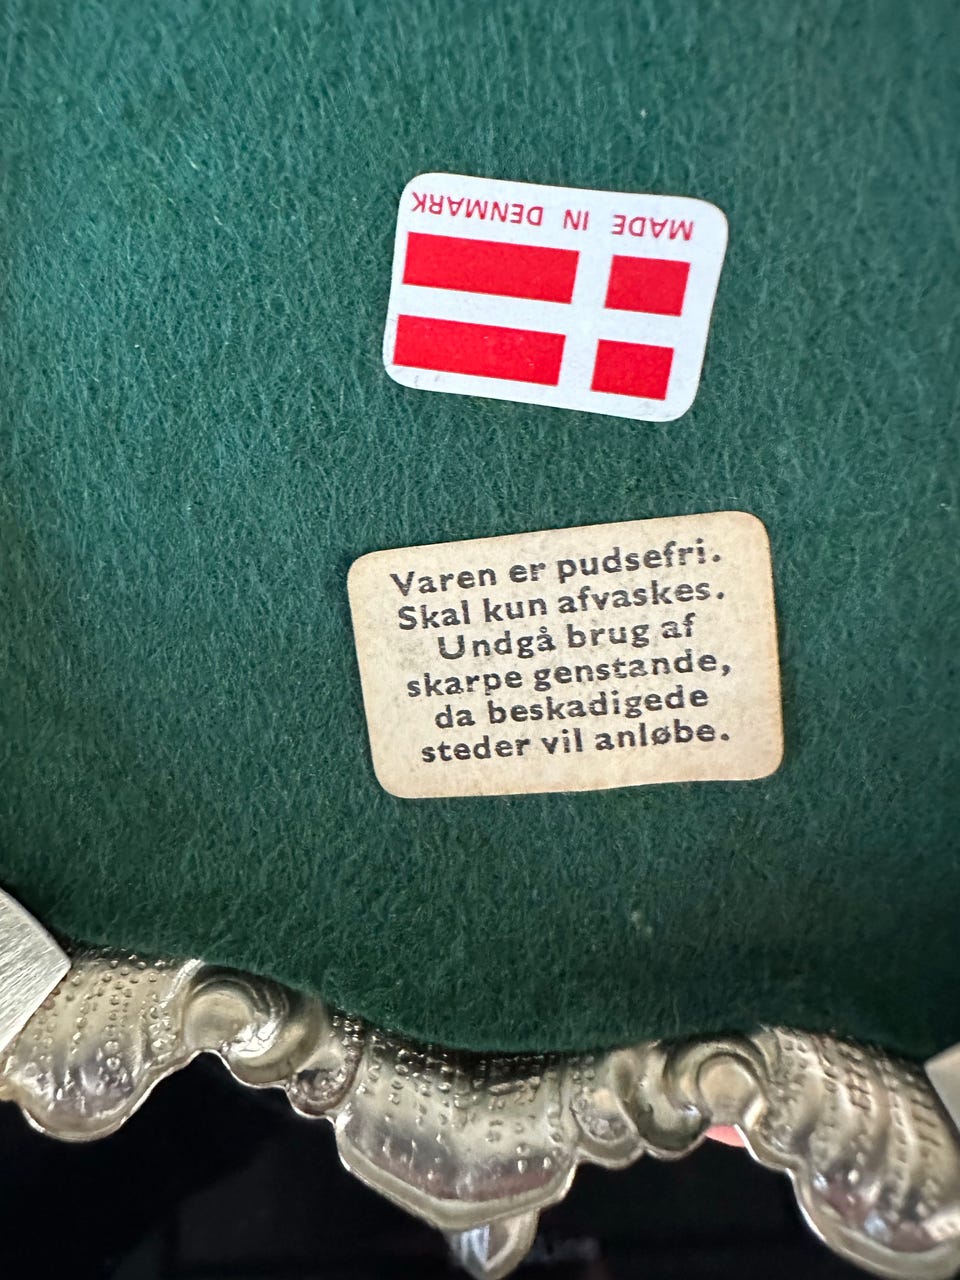 MADE IN DENMARK
Varen er pudsefri.
Skal kun afvaskes.
Undgå brug af
skarpe genstande,
da beskadigede
steder vil anløbe.